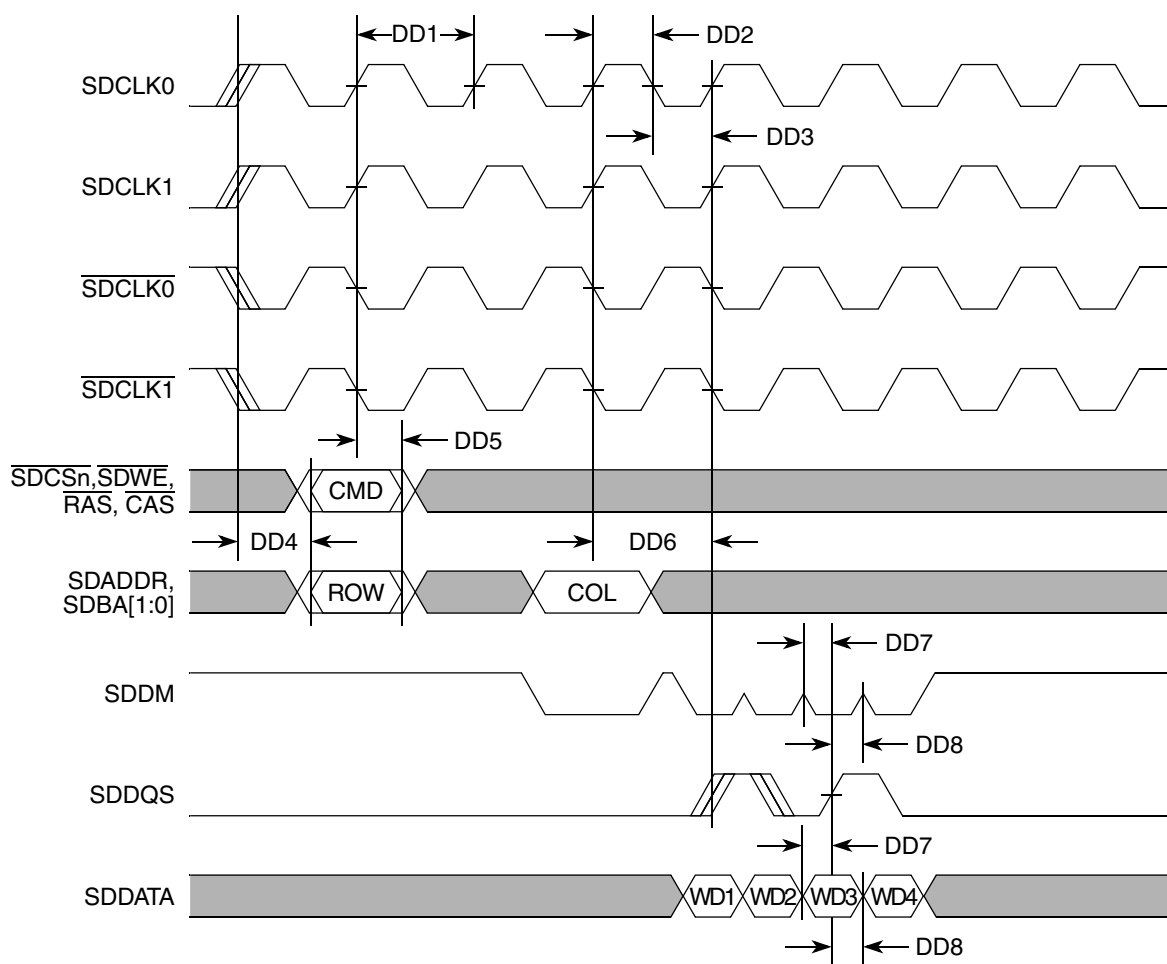 DD1
DD2
SDCLK0
DD3
SDCLK1
SDCLK0
SDCLK1
DD5
SDCSn,SDWE,
RAS, CAS
CMD
DD4
DD6
SDADDR,
SDBA[1:0]
ROW
COL
DD7
SDDM
DD8
SDDQS
DD7
SDDATA
WD1
WD2
WD3
WD4
DD8